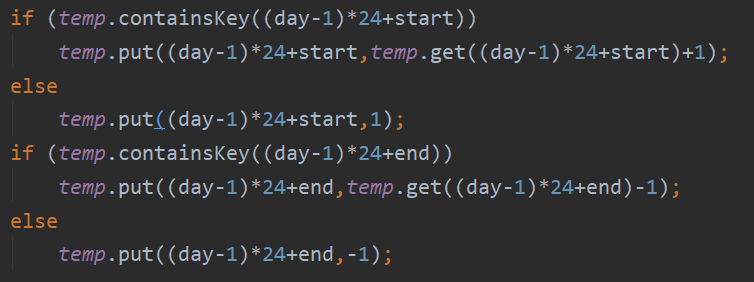 if (temp.containsKey((day-1)*24+start))
temp.put((day-1)*24+start,temp.get((day-1)*24+start)+1);
else
temp.put((day-1)*24+start,1);
if (temp.containsKey((day-1)*24+end))
temp.put((day-1)*24+end,temp.get((day-1)*24+end)-1);
else
temp.put((day-1)*24+end,-1);